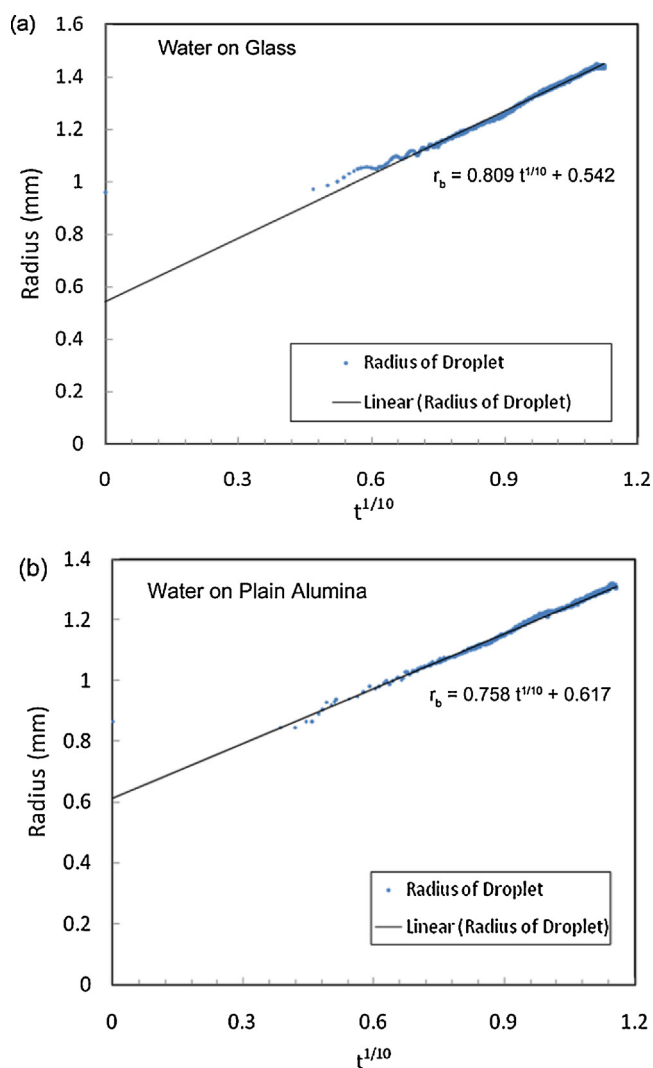 (a)
1.6
Water on Glass
1.4
1.2
r_b = 0.809 t^{1/10} + 0.542
1
0.8
Radius (mm)
0.6
0.4
Radius of Droplet
0.2
Linear (Radius of Droplet)
0
0 0.3 0.6 0.9 1.2
t^{1/10}
(b)
1.4
Water on Plain Alumina
1.2
1
r_b = 0.758 t^{1/10} + 0.617
0.8
Radius (mm)
0.6
0.4
Radius of Droplet
0.2
Linear (Radius of Droplet)
0
0 0.3 0.6 0.9 1.2
t^{1/10}